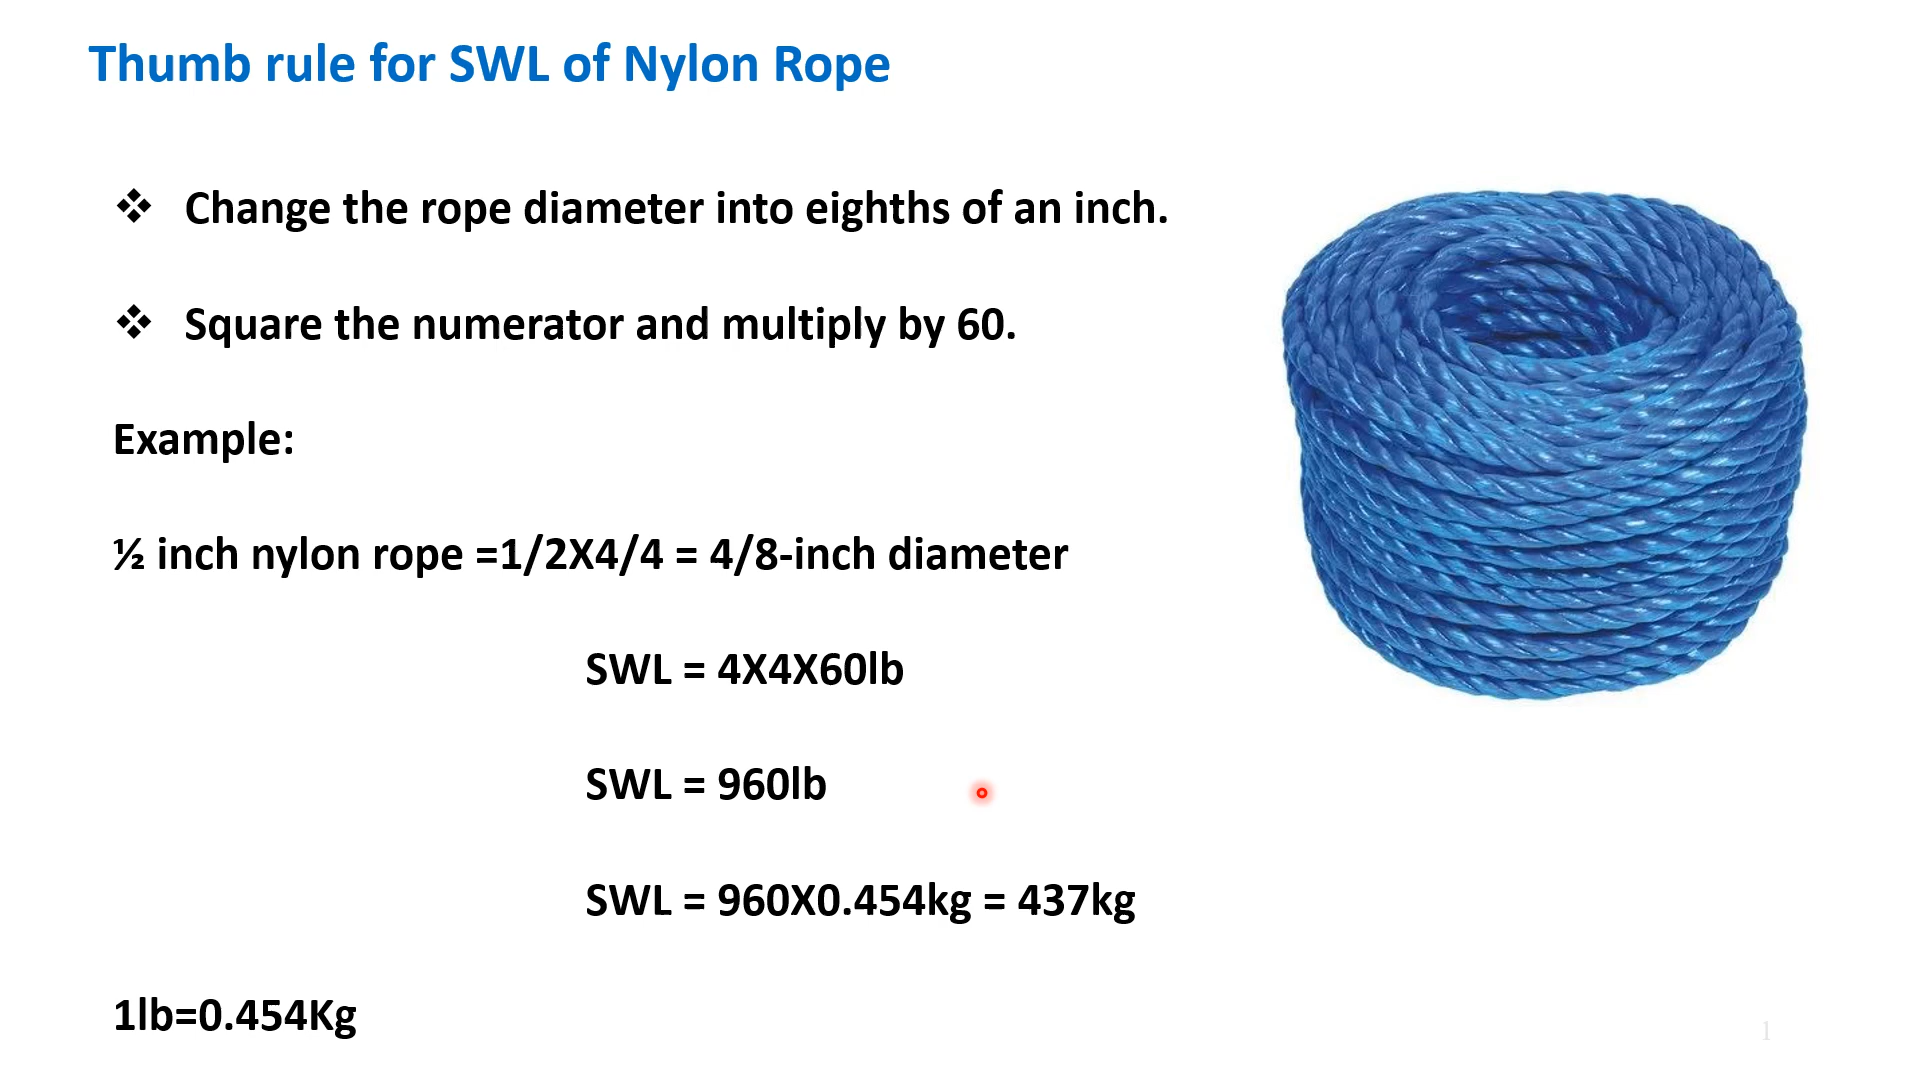 Thumb rule for SWL of Nylon Rope
❖ Change the rope diameter into eighths of an inch.
❖ Square the numerator and multiply by 60.
Example:
½ inch nylon rope =1/2X4/4 = 4/8-inch diameter
SWL = 4X4X60lb
SWL = 960lb
SWL = 960X0.454kg = 437kg
1lb=0.454Kg
1